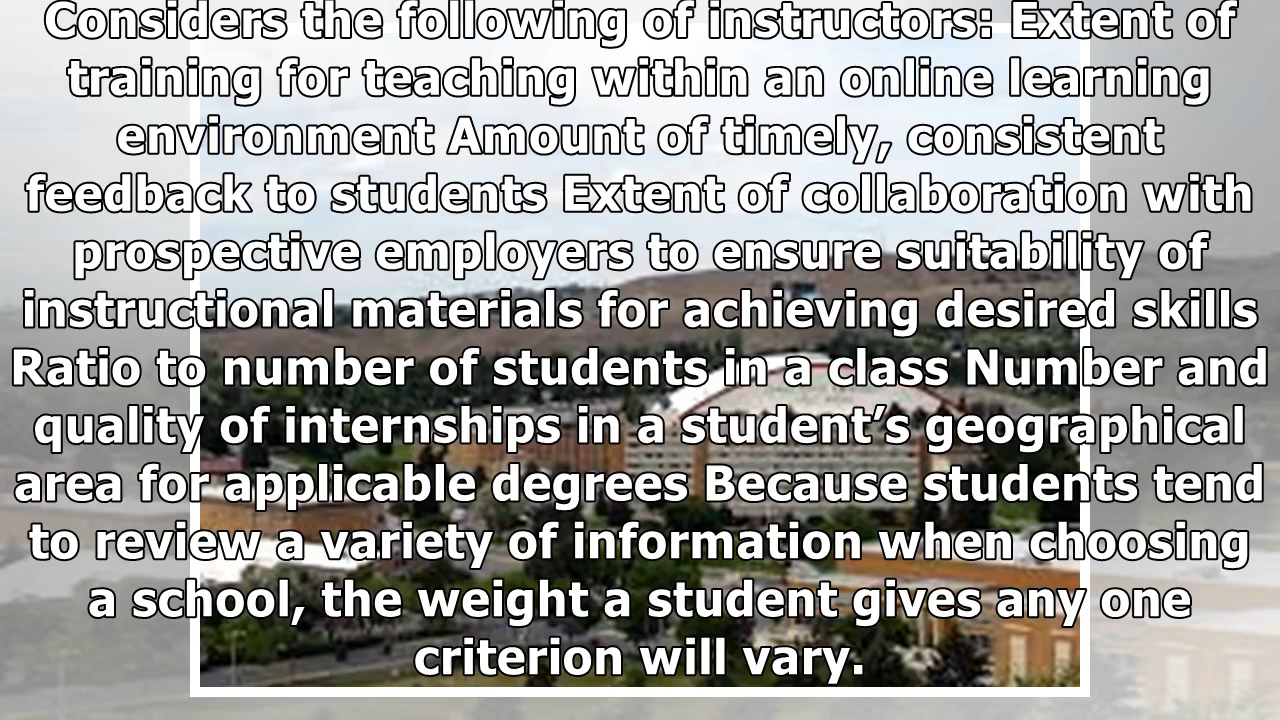 Considers the following of instructors: Extent of
training for teaching within an online learning
environment Amount of timely, consistent
feedback to students Extent of collaboration with
prospective employers to ensure suitability of
instructional materials for achieving desired skills
Ratio to number of students in a class Number and
quality of internships in a student’s geographical
area for applicable degrees Because students tend
to review a variety of information when choosing
a school, the weight a student gives any one
criterion will vary.